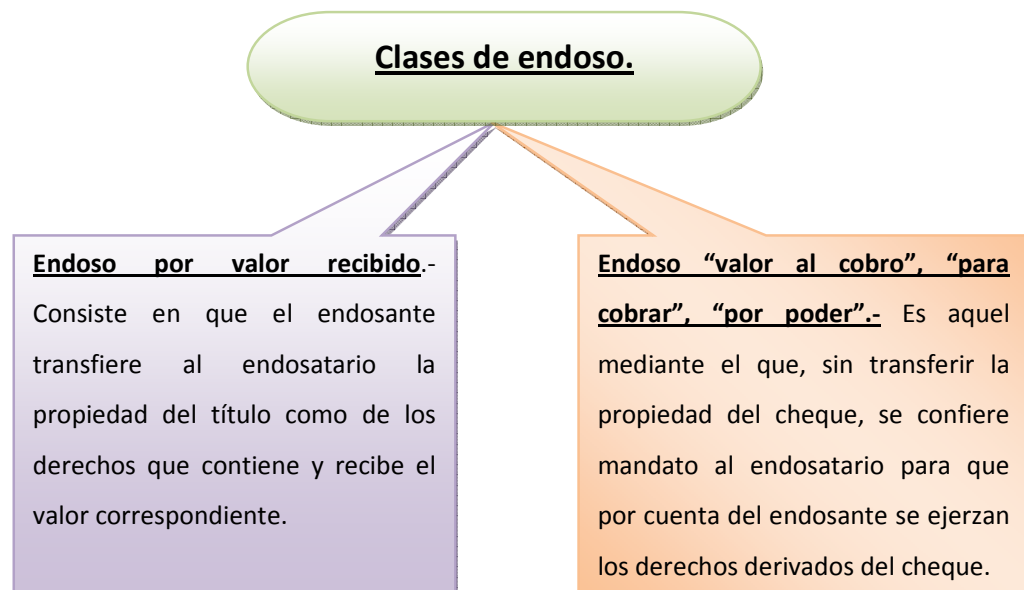 Clases de endoso.
Endoso por valor recibido.-
Consiste en que el endosante
transfiere al endosatario la
propiedad del título como de los
derechos que contiene y recibe el
valor correspondiente.
Endoso “valor al cobro”, “para
cobrar”, “por poder”.- Es aquel
mediante el que, sin transferir la
propiedad del cheque, se confiere
mandato al endosatario para que
por cuenta del endosante se ejerzan
los derechos derivados del cheque.